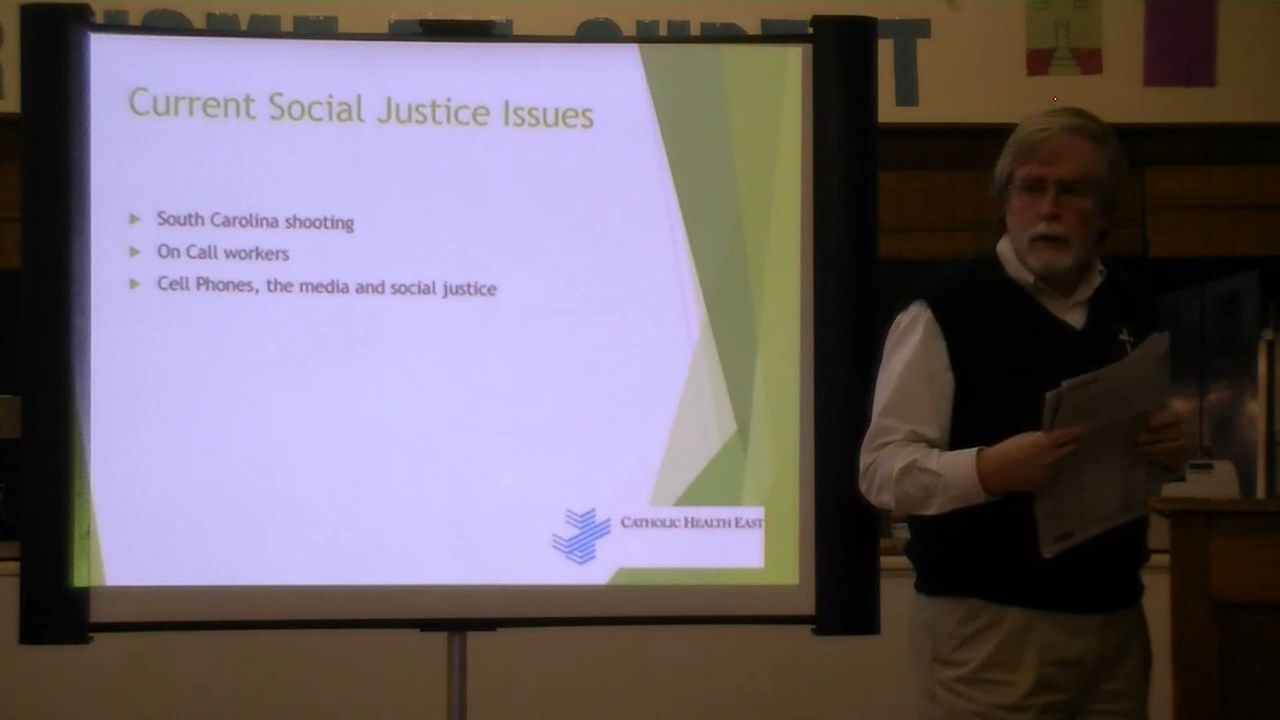 Current Social Justice Issues
South Carolina shooting
On Call workers
Cell Phones, the media and social justice
CATHOLIC HEALTH EAST